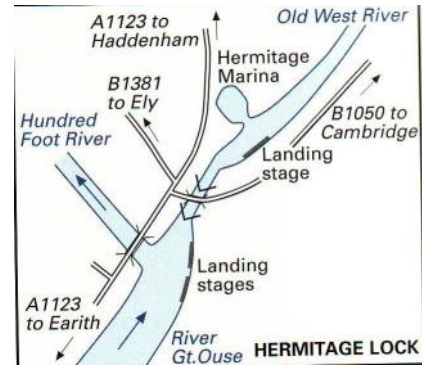 A1123 to
Haddenham
Old West River
Hermitage
Marina
B1381
to Ely
Hundred
Foot River
B1050 to
Cambridge
Landing
stage
Landing
stages
A1123
to Earith
River
Gt.Ouse
HERMITAGE LOCK